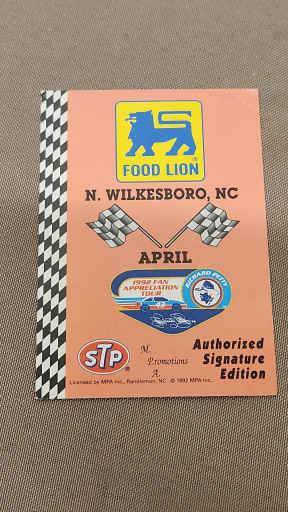 FOOD LION
N. WILKESBORO, NC
APRIL
1992 FAN
APPRECIATION
TOUR
RICHARD PETTY
43
STP
M.
Promotions
A.
Authorized
Signature
Edition
Licensed by MPA Inc., Randleman, NC © 1992 MPA Inc.